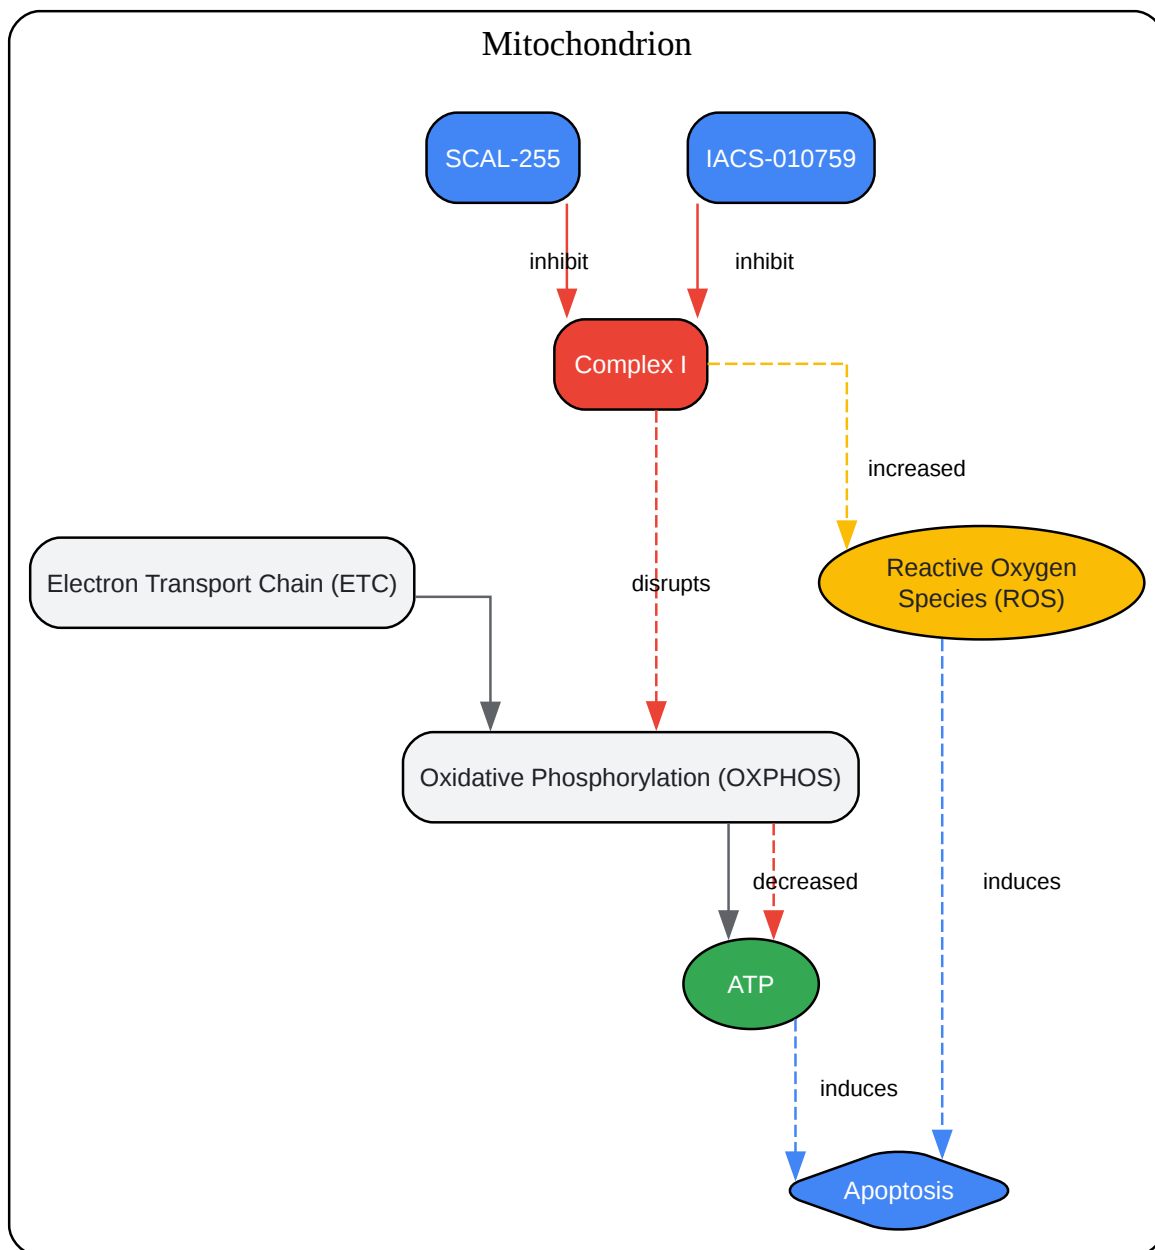 Mitochondrion
SCAL-255
IACS-010759
inhibit
inhibit
Complex I
increased
Electron Transport Chain (ETC)
disrupts
Reactive Oxygen
Species (ROS)
Oxidative Phosphorylation (OXPHOS)
decreased
induces
ATP
induces
Apoptosis